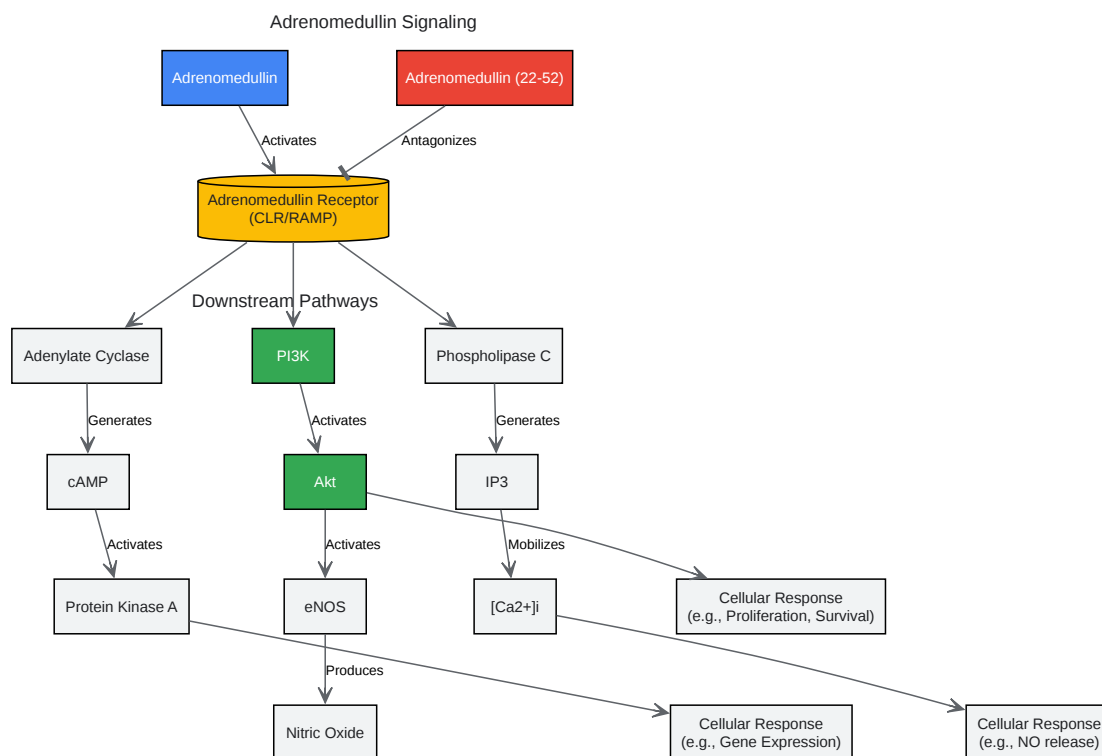 Adrenomedullin Signaling
Adrenomedullin
Adrenomedullin (22-52)
Activates
Antagonizes
Adrenomedullin Receptor
(CLR/RAMP)
Downstream Pathways
Adenylate Cyclase
PI3K
Phospholipase C
Generates
Activates
Generates
cAMP
Akt
IP3
Activates
Activates
Mobilizes
Protein Kinase A
eNOS
[Ca2+]i
Cellular Response
(e.g., Proliferation, Survival)
Produces
Nitric Oxide
Cellular Response
(e.g., Gene Expression)
Cellular Response
(e.g., NO release)